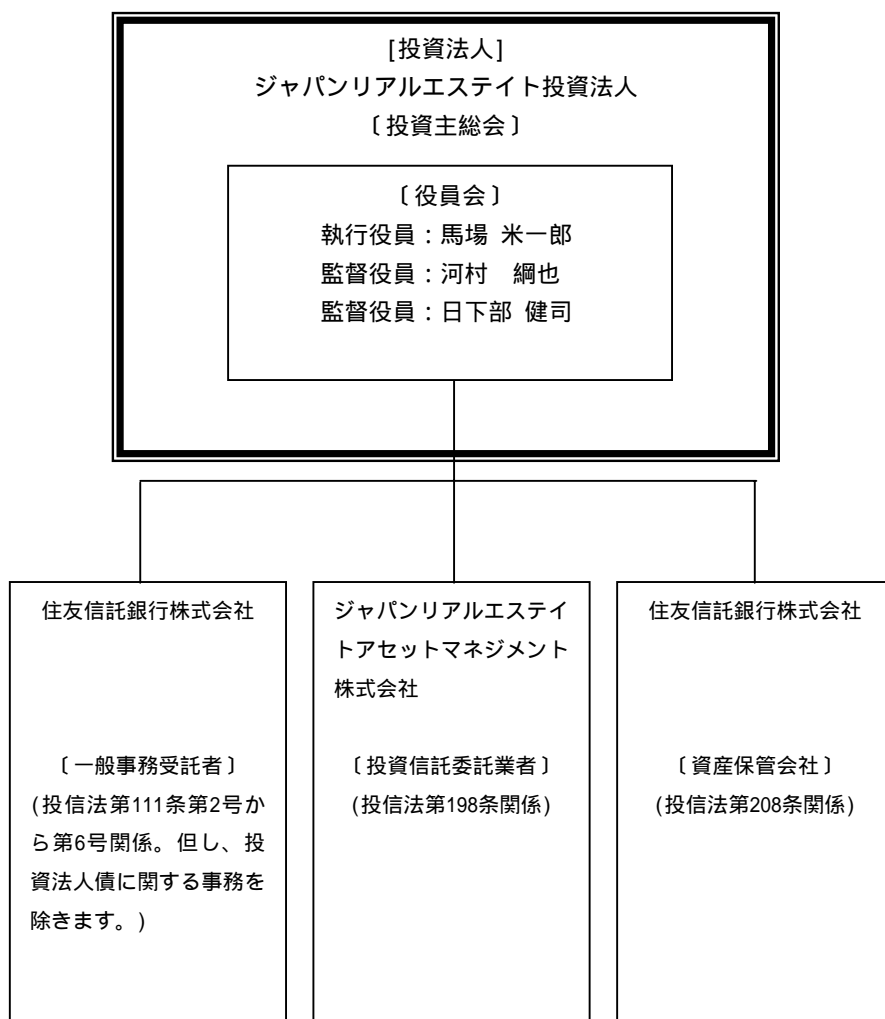 [投資法人]
ジャパンリアルエステイト投資法人
〔投資主総会〕
〔役員会〕
執行役員：馬場 米一郎
監督役員：河村　綱也
監督役員：日下部 健司
住友信託銀行株式会社
〔一般事務受託者〕
(投信法第111条第2号か
ら第6号関係。但し、投
資法人債に関する事務を
除きます。)
ジャパンリアルエステイ
トアセットマネジメント
株式会社
〔投資信託委託業者〕
(投信法第198条関係)
住友信託銀行株式会社
〔資産保管会社〕
(投信法第208条関係)